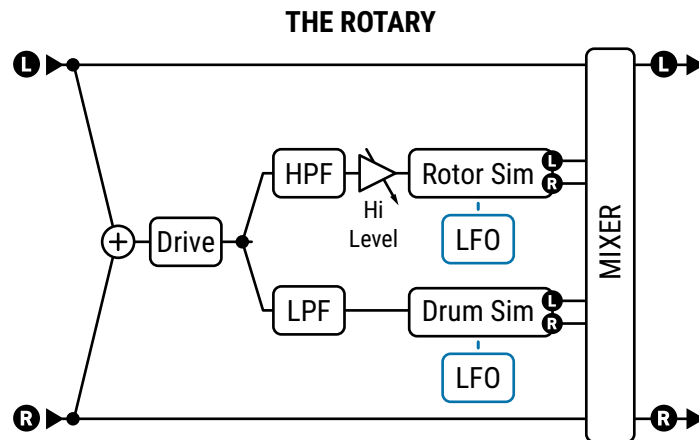 THE ROTARY
L
L
HPF
Rotor Sim
L
R
Hi
Level
LFO
MIXER
+
Drive
LPF
Drum Sim
L
R
LFO
R
R